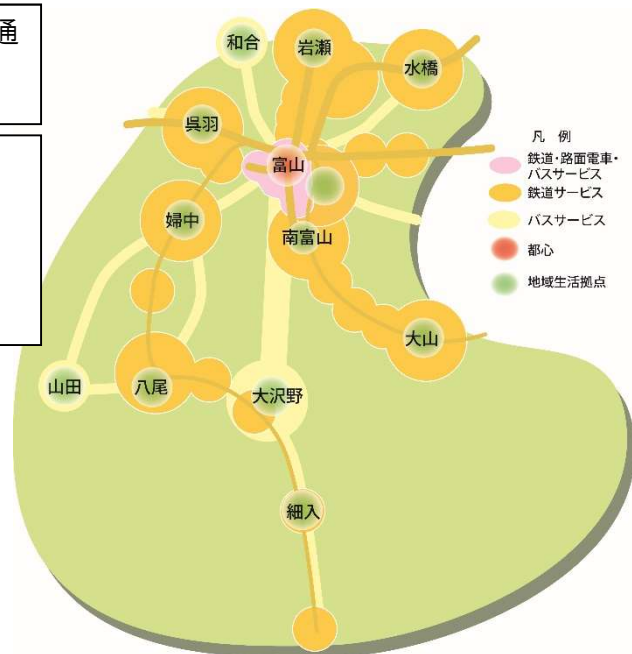 通
和合
岩瀬
水橋
呉羽
富山
婦中
南富山
大山
山田
八尾
大沢野
細入
凡 例
鉄道・路面電車・
バスサービス
鉄道サービス
バスサービス
都心
地域生活拠点